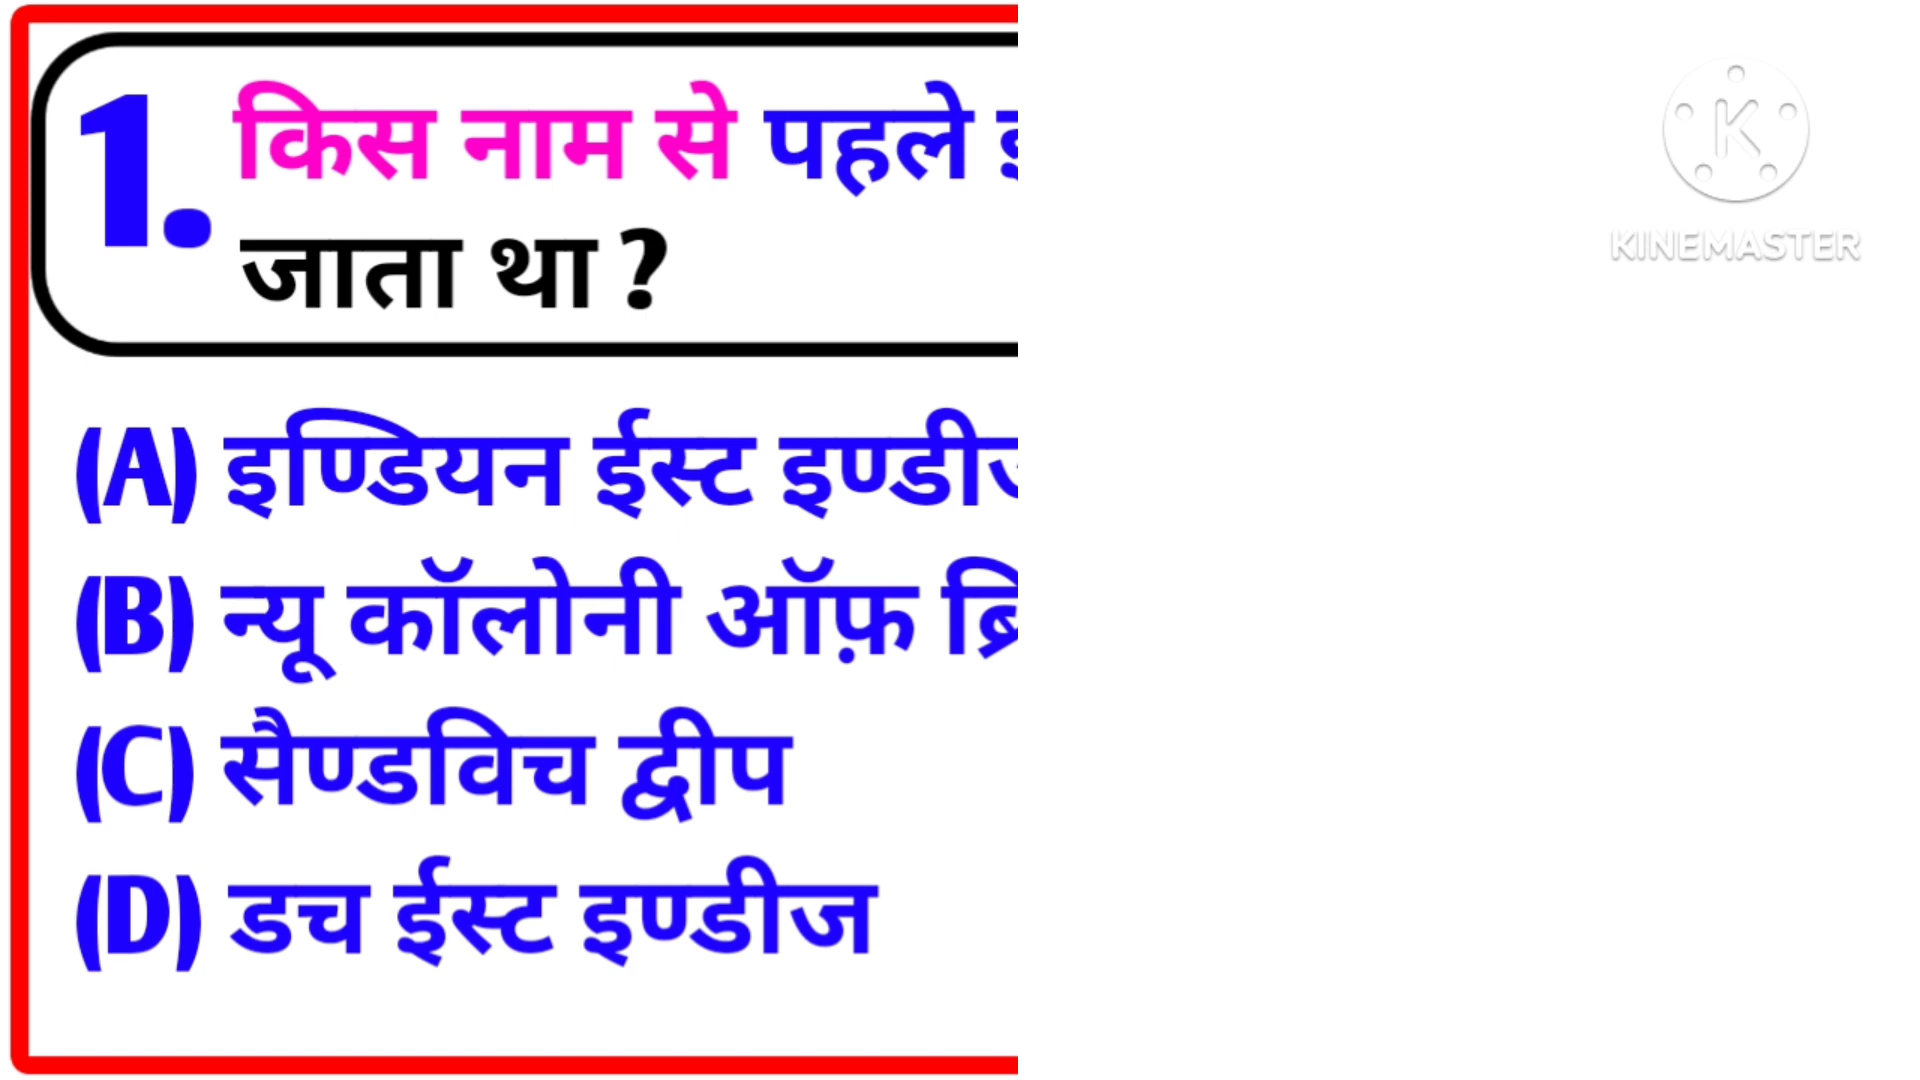 1. किस नाम से पहले
जाता था ?
(A) इण्डियन ईस्ट इण्डीज
(B) न्यू कॉलोनी ऑफ़ ब्रि
(C) सैण्डविच द्वीप
(D) डच ईस्ट इण्डीज
KINEMASTER